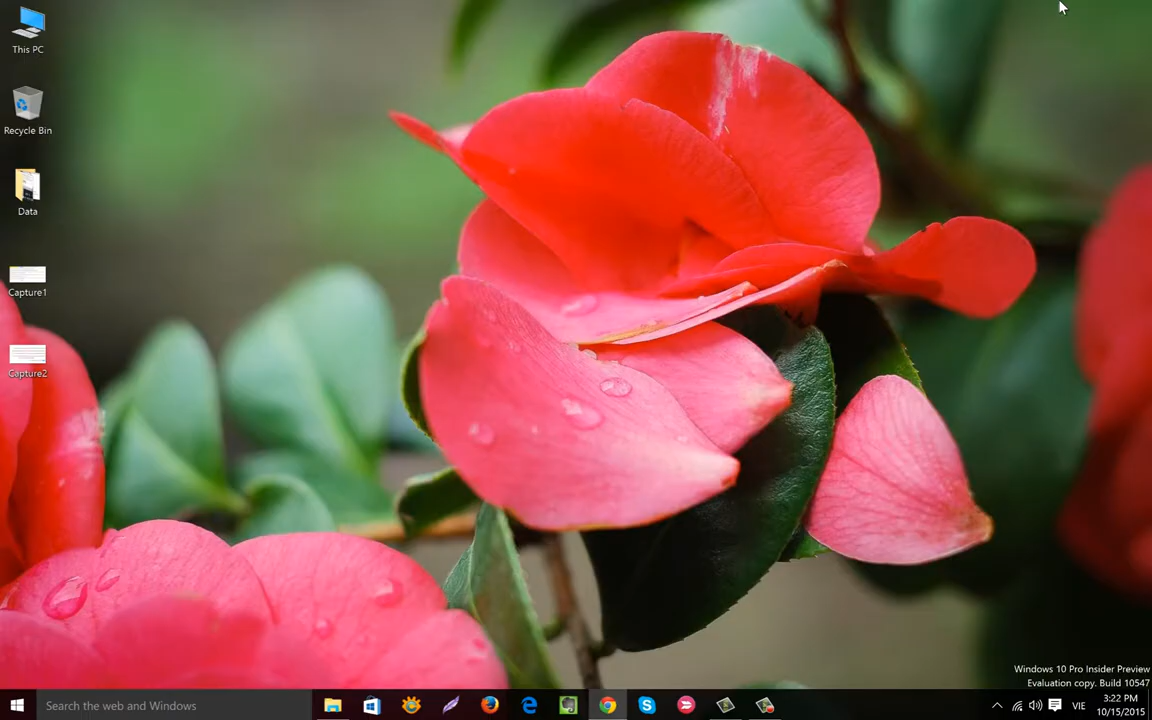 This PC
Recycle Bin
Data
Capture1
Capture2
Windows 10 Pro Insider Preview
Evaluation copy. Build 10547
Search the web and Windows
VIE
3:22 PM
10/15/2015